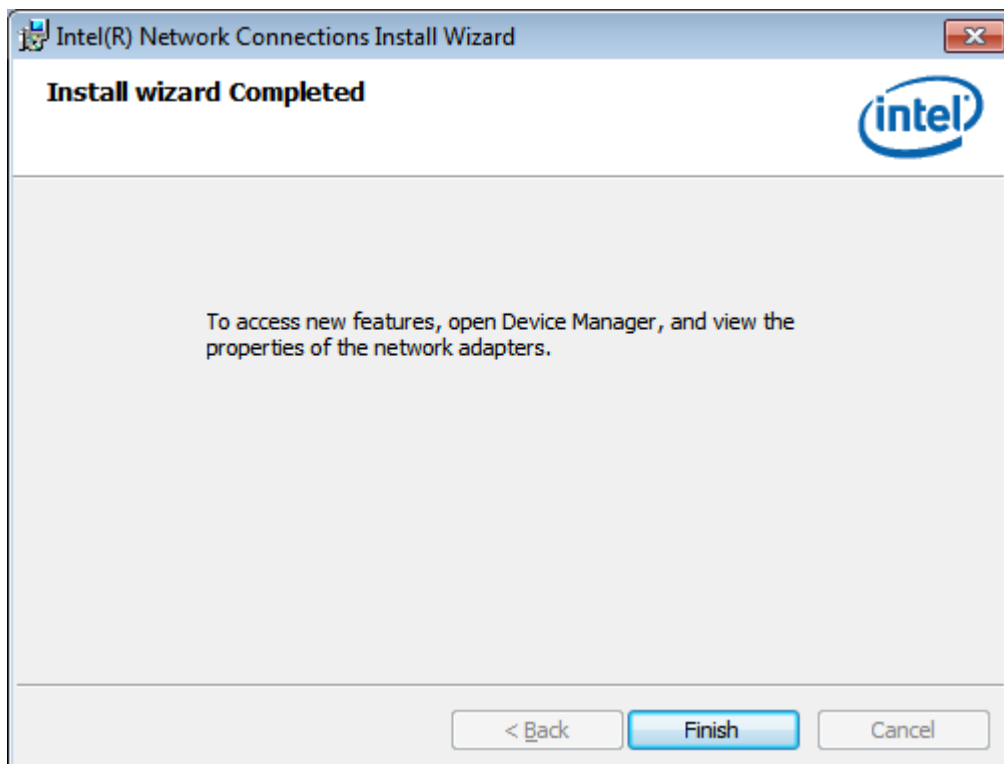 Intel(R) Network Connections Install Wizard
Install wizard Completed
intel
To access new features, open Device Manager, and view the
properties of the network adapters.
< Back
Finish
Cancel